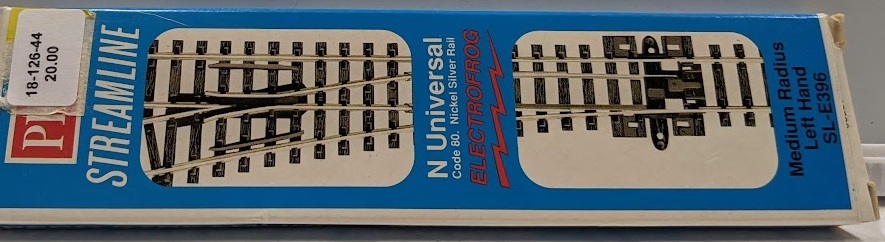 18-126-44
20.00
STREAMLINE
N Universal
Code 80. Nickel Silver Rail
ELECTROFROG
Medium Radius
Left Hand
SL-E396